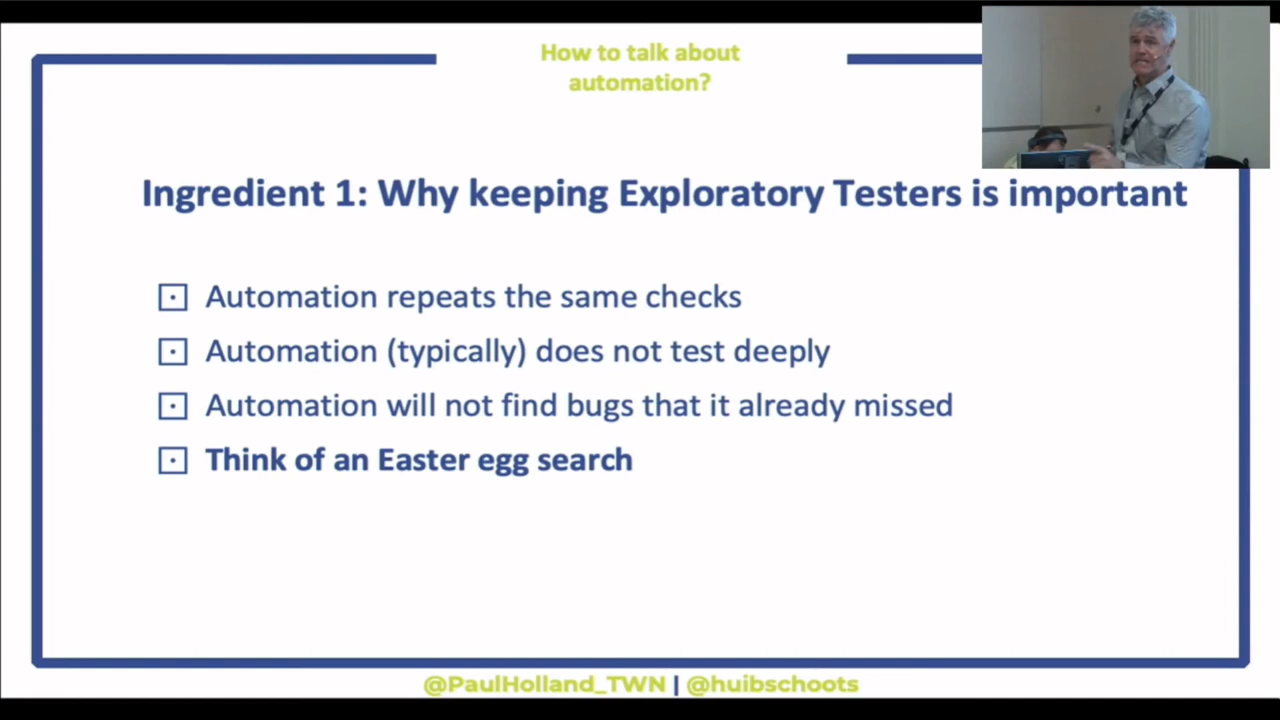 How to talk about
automation?
Ingredient 1: Why keeping Exploratory Testers is important
Automation repeats the same checks
Automation (typically) does not test deeply
Automation will not find bugs that it already missed
Think of an Easter egg search
@PaulHolland_TWN | @huibschoots